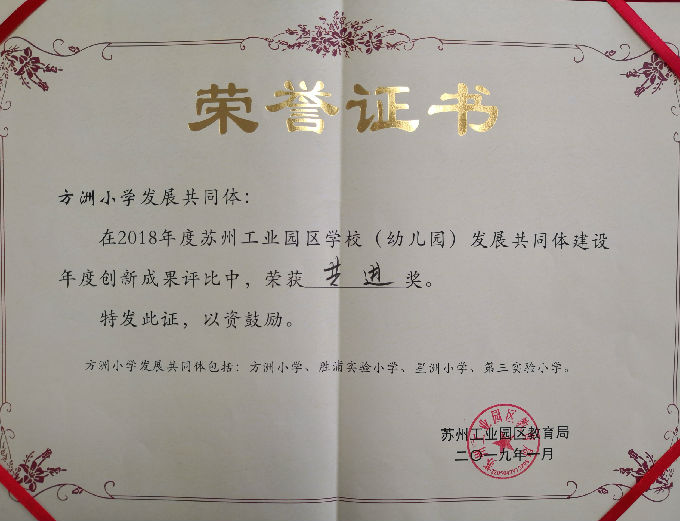 荣誉证书
方洲小学发展共同体：
在2018年度苏州工业园区学校（幼儿园）发展共同体建设
年度创新成果评比中，荣获 共进 奖。
特发此证，以资鼓励。
方洲小学发展共同体包括：方洲小学、胜浦实验小学、星洲小学、第三实验小学。
苏州工业园区教育局
二〇一九年一月